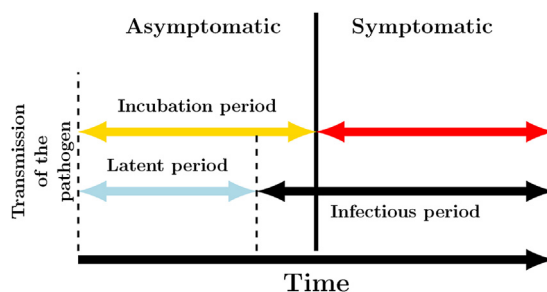 Asymptomatic
Symptomatic
Transmission
of the
pathogen
Incubation period
Latent period
Infectious period
Time